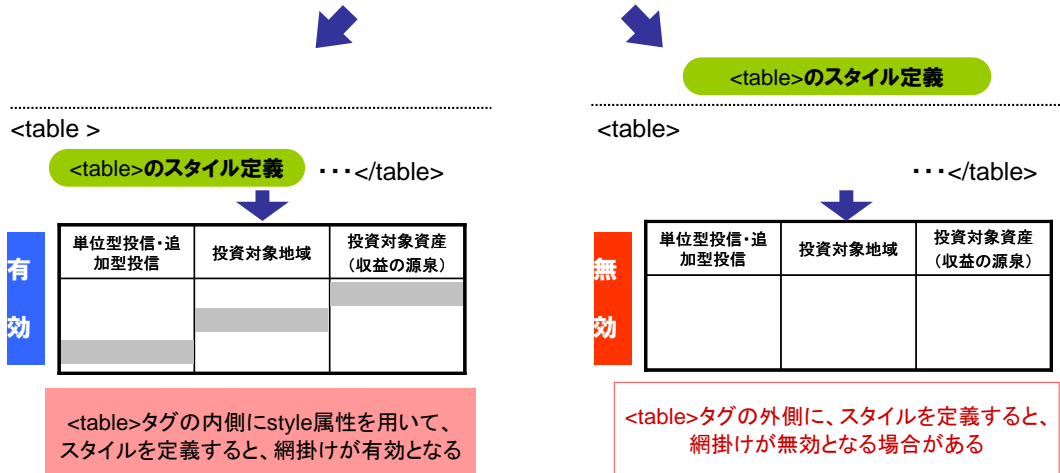 <table >
<table>のスタイル定義 ・・・</table>
有
効
単位型投信・追
加型投信
投資対象地域
投資対象資産
(収益の源泉)
<table>タグの内側にstyle属性を用いて、
スタイルを定義すると、網掛けが有効となる
<table>のスタイル定義
<table>
・・・</table>
無
効
単位型投信・追
加型投信
投資対象地域
投資対象資産
(収益の源泉)
<table>タグの外側に、スタイルを定義すると、
網掛けが無効となる場合がある